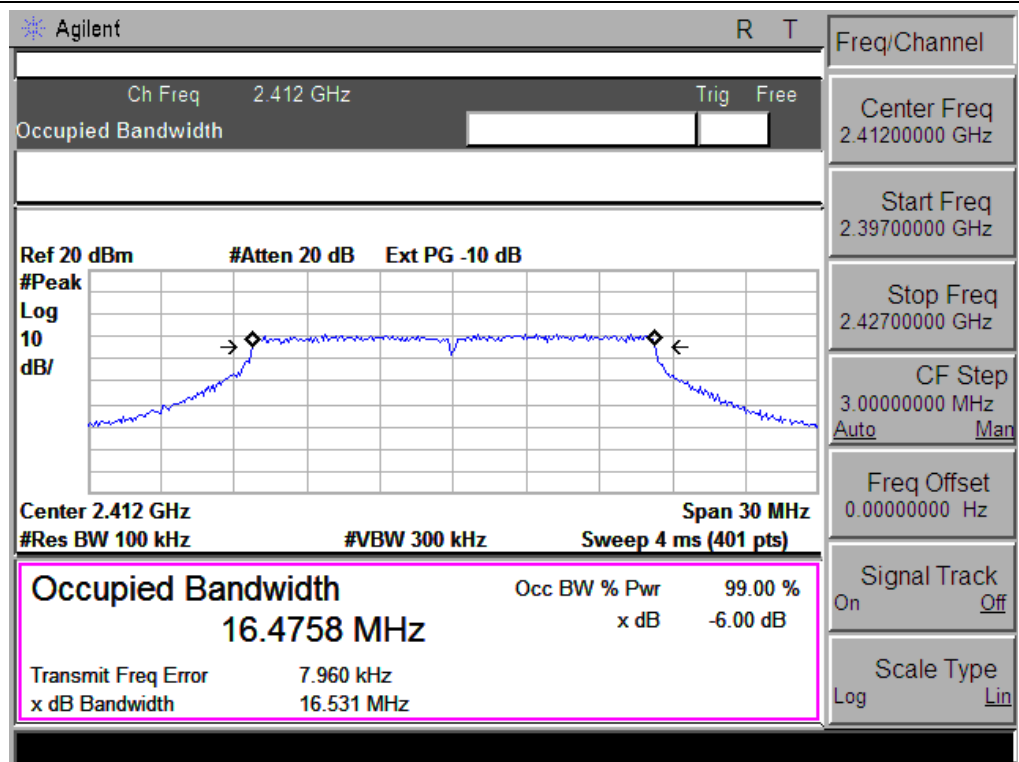 Agilent R T
Ch Freq 2.412 GHz Trig Free
Occupied Bandwidth
Ref 20 dBm #Atten 20 dB Ext PG -10 dB
#Peak
Log
10
dB/
Center 2.412 GHz Span 30 MHz
#Res BW 100 kHz #VBW 300 kHz Sweep 4 ms (401 pts)
Occupied Bandwidth Occ BW % Pwr 99.00 %
16.4758 MHz x dB -6.00 dB
Transmit Freq Error 7.960 kHz
x dB Bandwidth 16.531 MHz
Freq/Channel
Center Freq
2.41200000 GHz
Start Freq
2.39700000 GHz
Stop Freq
2.42700000 GHz
CF Step
3.00000000 MHz
Auto Man
Freq Offset
0.00000000 Hz
Signal Track
On Off
Scale Type
Log Lin